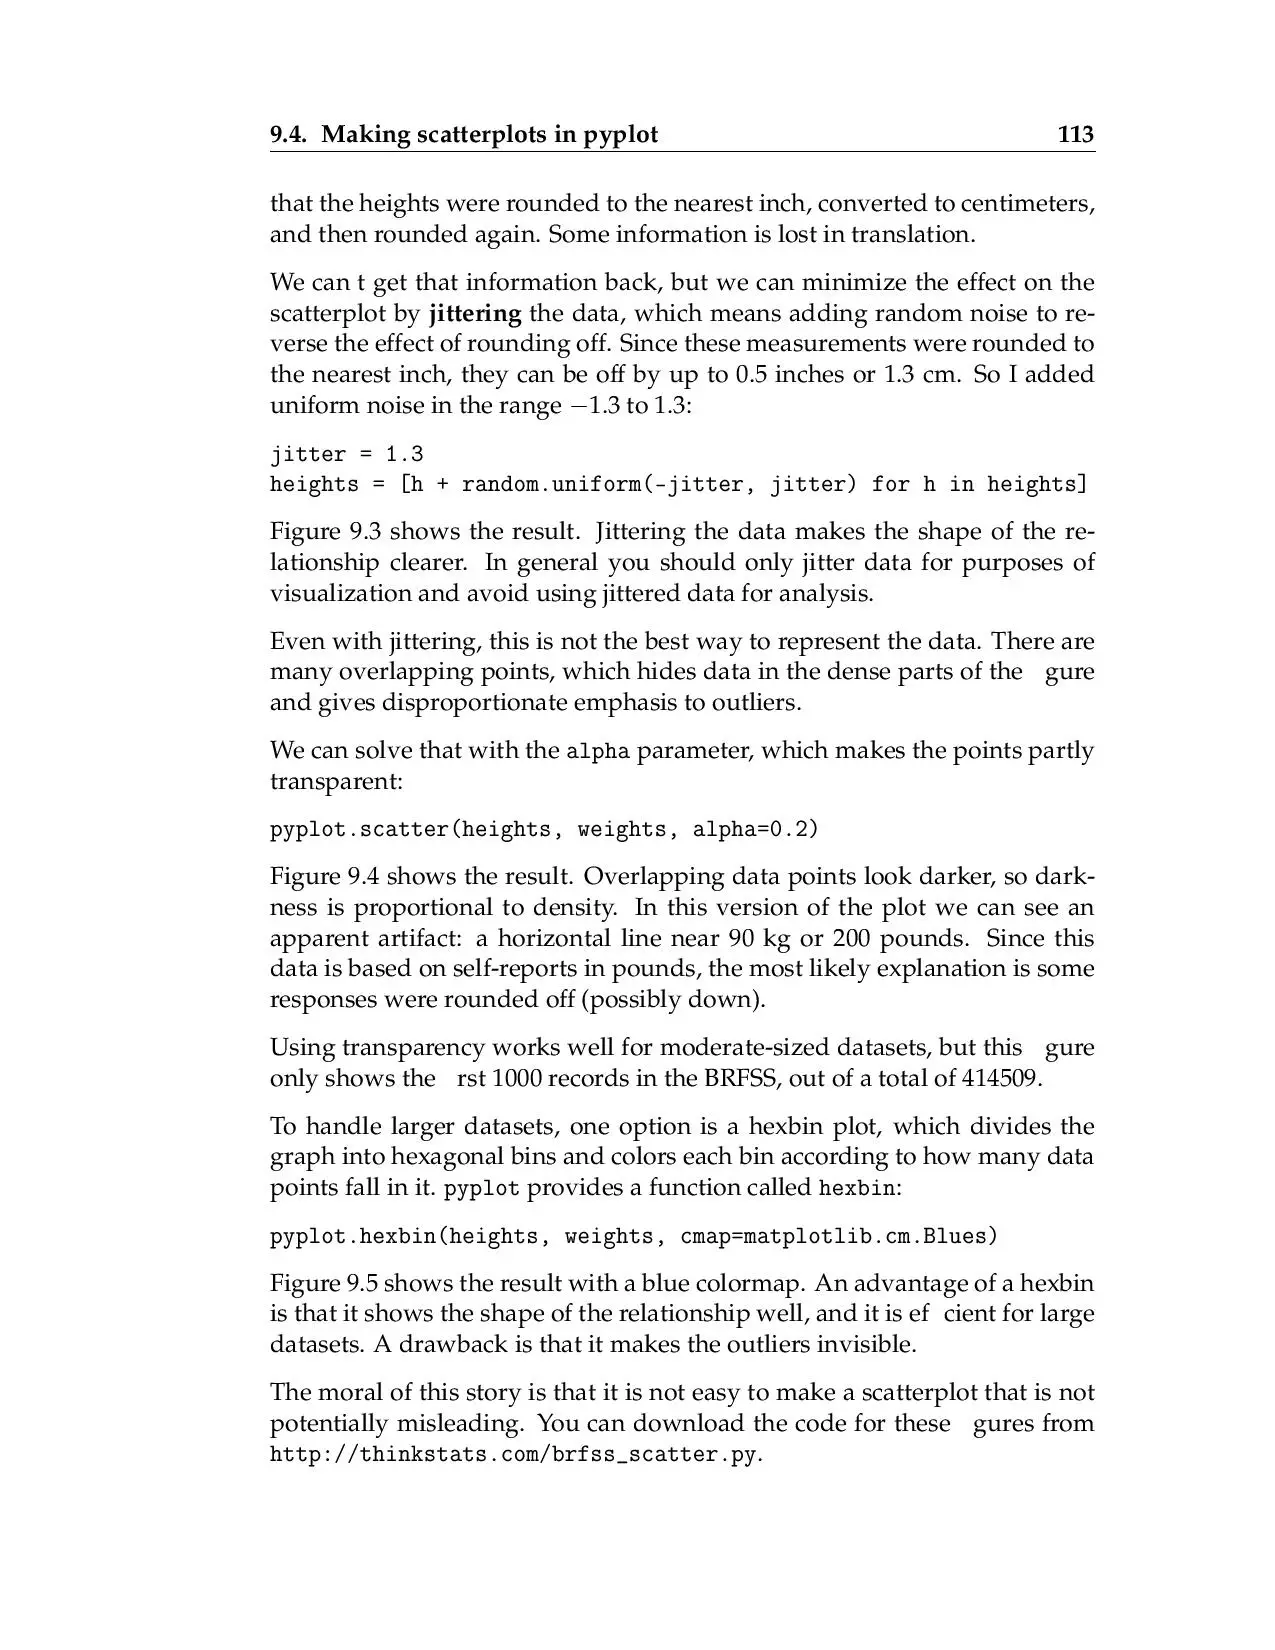 9.4. Making scatterplots in pyplot 113
that the heights were rounded to the nearest inch, converted to centimeters,
and then rounded again. Some information is lost in translation.
We can t get that information back, but we can minimize the effect on the
scatterplot by jittering the data, which means adding random noise to re-
verse the effect of rounding off. Since these measurements were rounded to
the nearest inch, they can be off by up to 0.5 inches or 1.3 cm. So I added
uniform noise in the range −1.3 to 1.3:
jitter = 1.3
heights = [h + random.uniform(-jitter, jitter) for h in heights]
Figure 9.3 shows the result. Jittering the data makes the shape of the re-
lationship clearer. In general you should only jitter data for purposes of
visualization and avoid using jittered data for analysis.
Even with jittering, this is not the best way to represent the data. There are
many overlapping points, which hides data in the dense parts of the gure
and gives disproportionate emphasis to outliers.
We can solve that with the alpha parameter, which makes the points partly
transparent:
pyplot.scatter(heights, weights, alpha=0.2)
Figure 9.4 shows the result. Overlapping data points look darker, so dark-
ness is proportional to density. In this version of the plot we can see an
apparent artifact: a horizontal line near 90 kg or 200 pounds. Since this
data is based on self-reports in pounds, the most likely explanation is some
responses were rounded off (possibly down).
Using transparency works well for moderate-sized datasets, but this gure
only shows the rst 1000 records in the BRFSS, out of a total of 414509.
To handle larger datasets, one option is a hexbin plot, which divides the
graph into hexagonal bins and colors each bin according to how many data
points fall in it. pyplot provides a function called hexbin:
pyplot.hexbin(heights, weights, cmap=matplotlib.cm.Blues)
Figure 9.5 shows the result with a blue colormap. An advantage of a hexbin
is that it shows the shape of the relationship well, and it is ef cient for large
datasets. A drawback is that it makes the outliers invisible.
The moral of this story is that it is not easy to make a scatterplot that is not
potentially misleading. You can download the code for these gures from
http://thinkstats.com/brfss_scatter.py.